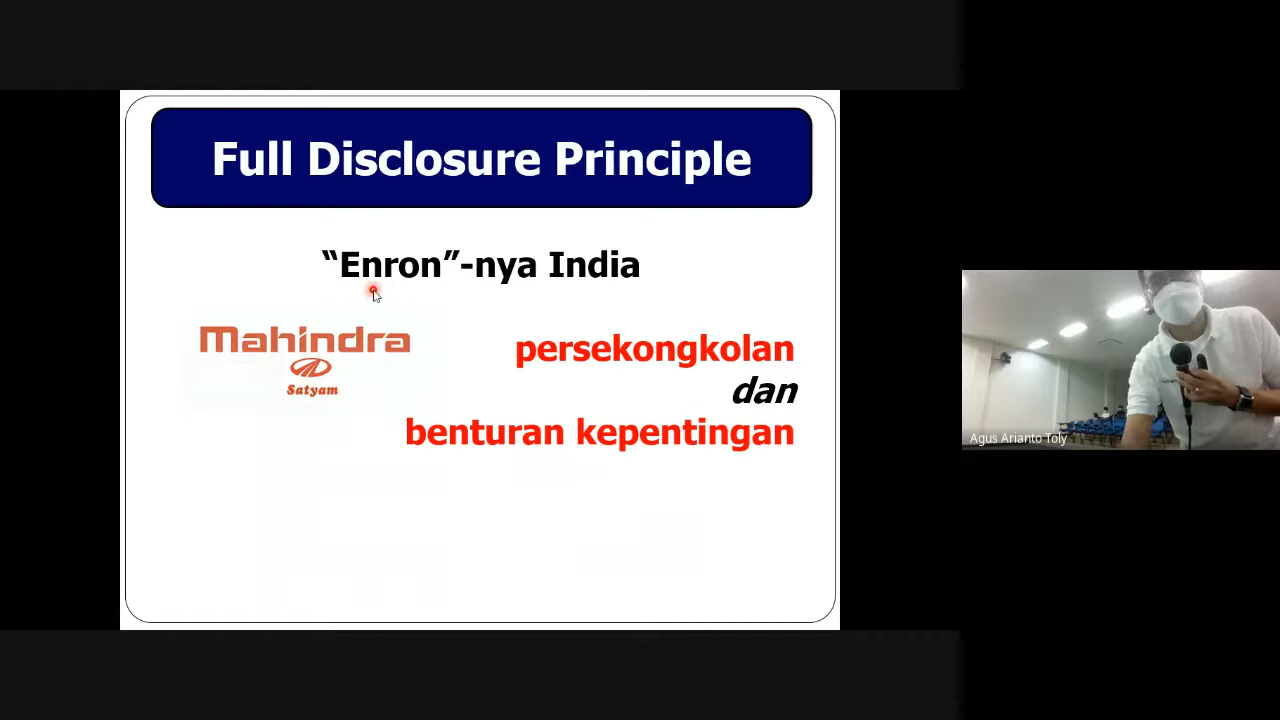 Full Disclosure Principle
“Enron”-nya India
Mahindra
Satyam
persekongkolan
dan
benturan kepentingan
Agus Arianto Toly